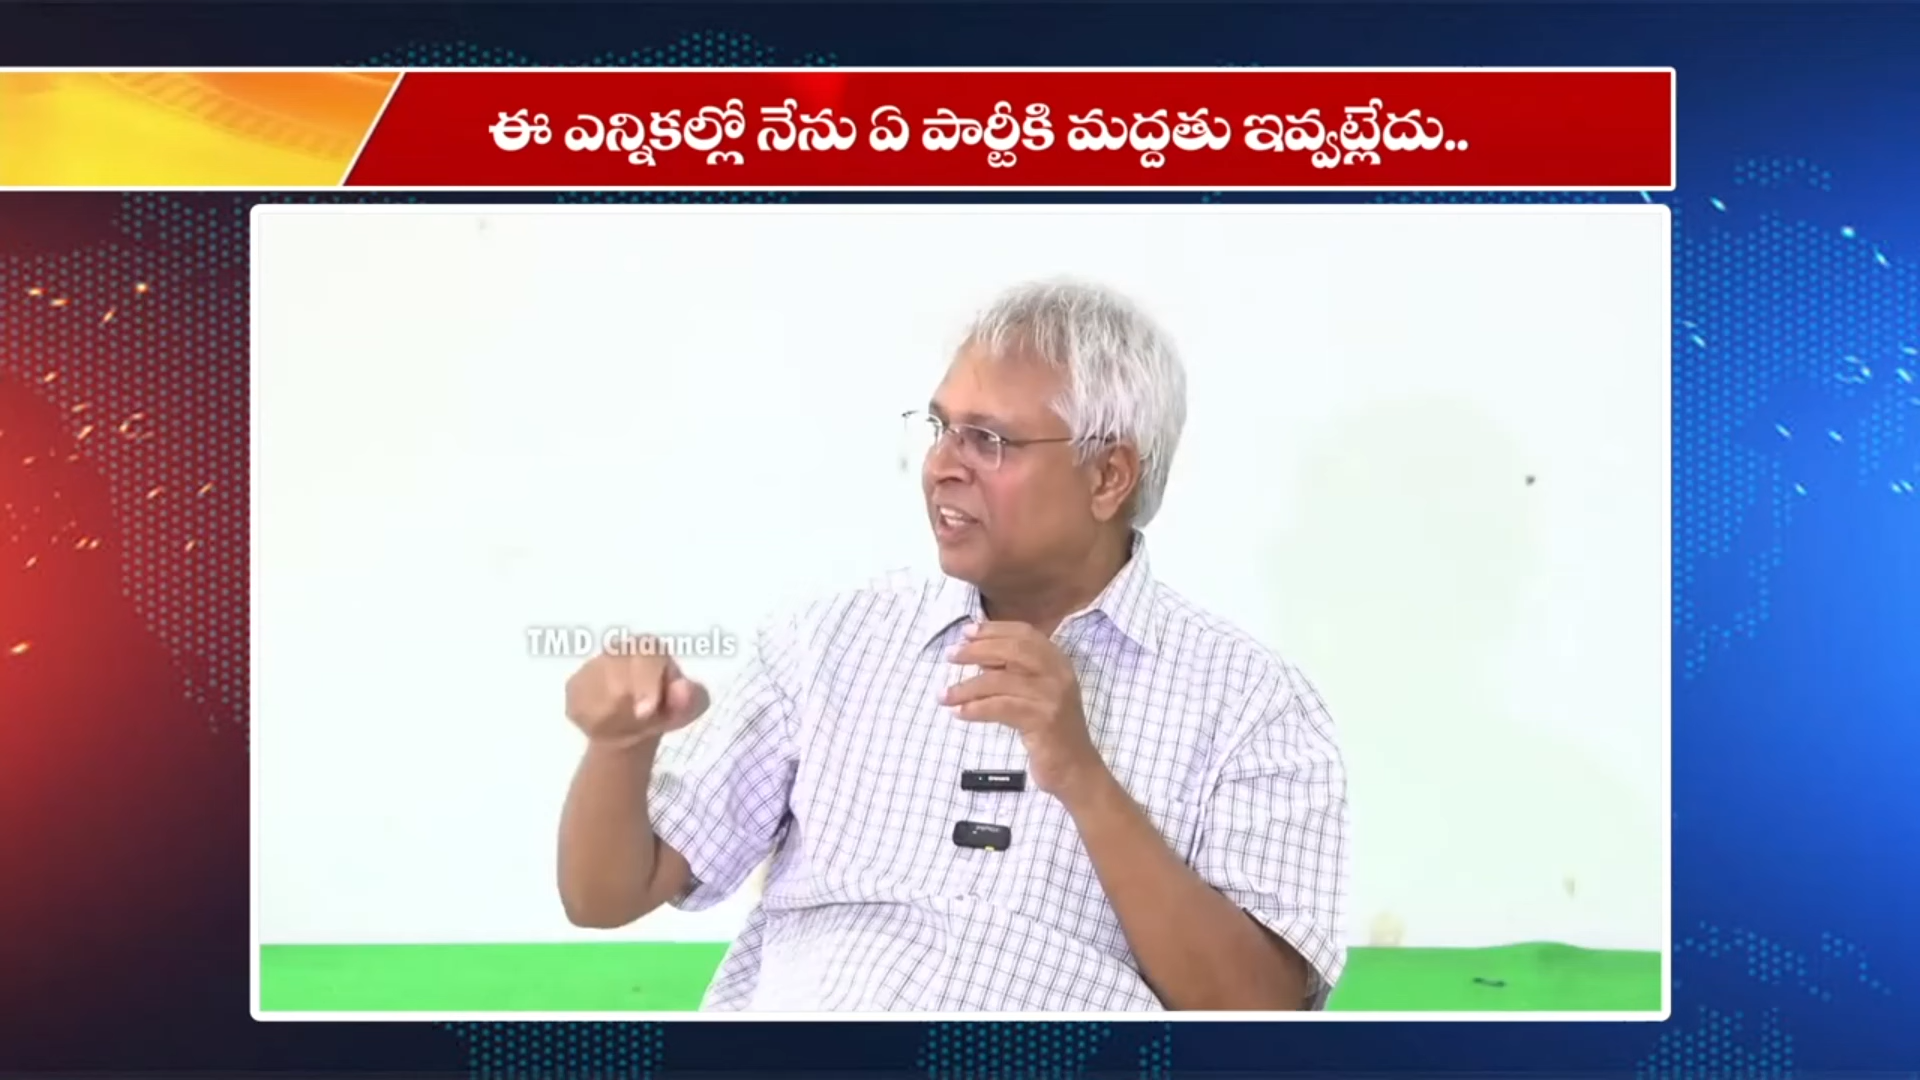 ఈ ఎన్నికల్లో నేను ఏ పార్టీకి మద్దతు ఇవ్వట్లేదు..
TMD Channels